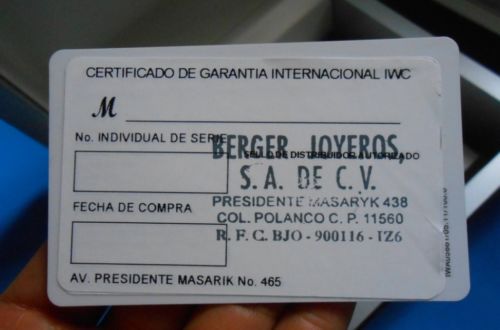 CERTIFICADO DE GARANTIA INTERNACIONAL IWC
M
No. INDIVIDUAL DE SERIE
BERGER JOYEROS,
SELLO DE DISTRIBUIDOR AUTORIZADO
S.A. DE C.V.
PRESIDENTE MASARYK 438
FECHA DE COMPRA
COL. POLANCO C. P. 11560
R. F. C. BJO - 900116 - IZ6
AV. PRESIDENTE MASARIK No. 465